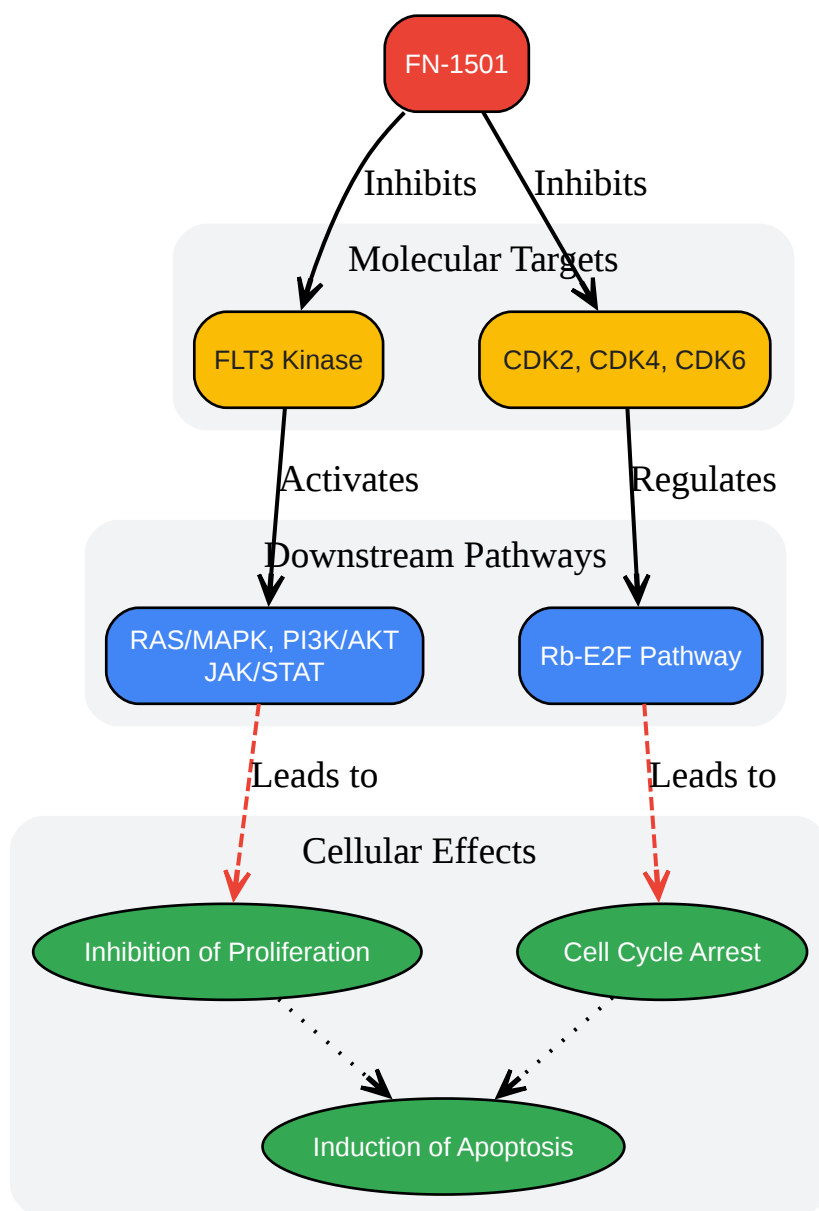 FN-1501
Inhibits
Inhibits
Molecular Targets
FLT3 Kinase
CDK2, CDK4, CDK6
Activates
Regulates
Downstream Pathways
RAS/MAPK, PI3K/AKT
JAK/STAT
Rb-E2F Pathway
Leads to
Leads to
Cellular Effects
Inhibition of Proliferation
Cell Cycle Arrest
Induction of Apoptosis